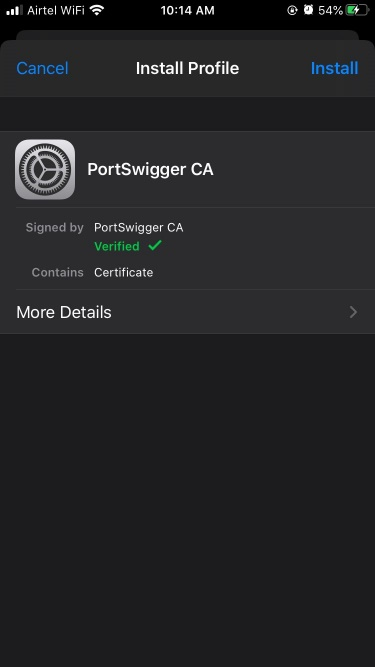 Airtel WiFi 10:14 AM 54%
Cancel Install Profile Install
PortSwigger CA
Signed by PortSwigger CA
Verified
Contains Certificate
More Details